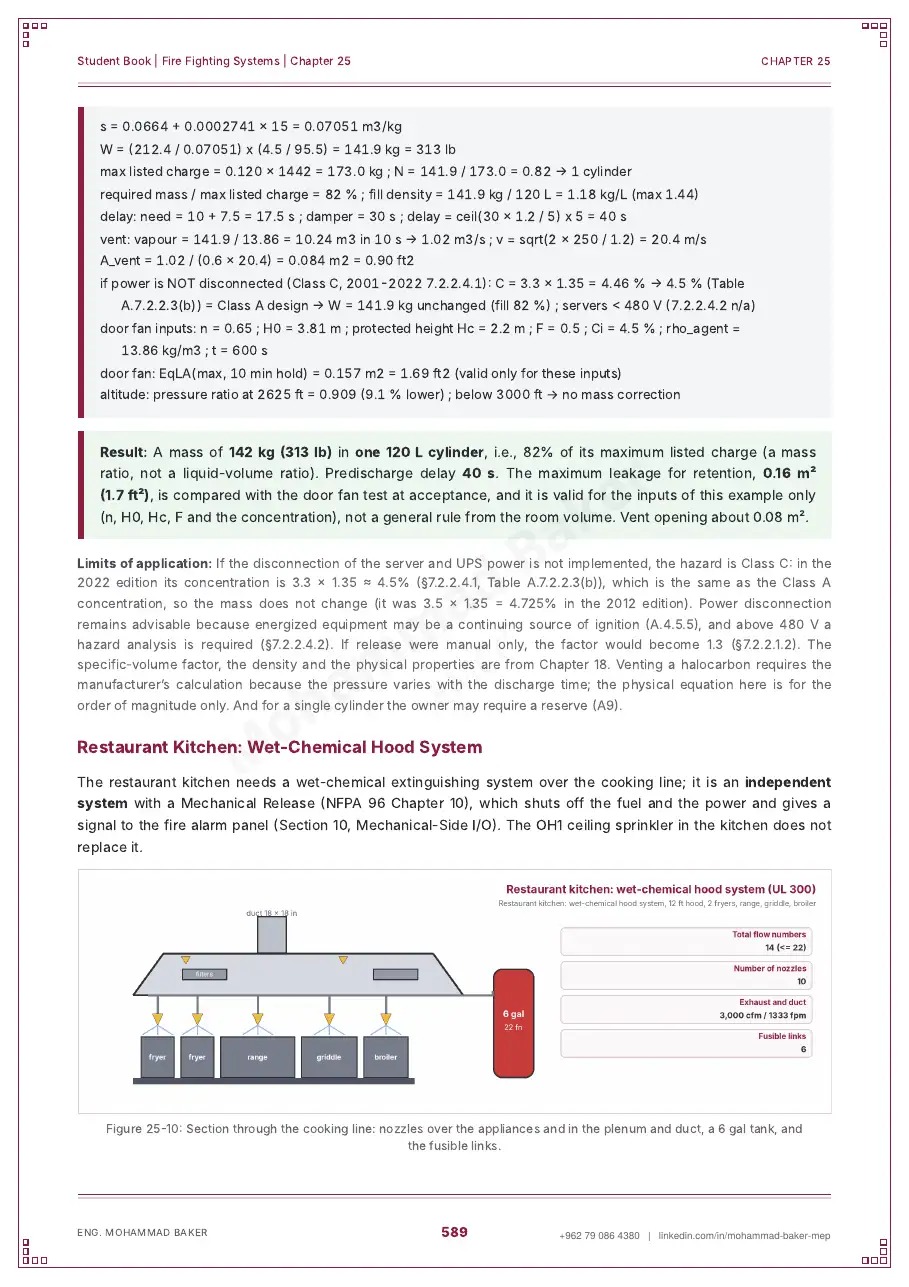 Student Book | Fire Fighting Systems | Chapter 25
CHAPTER 25
s = 0.0664 + 0.0002741 × 15 = 0.07051 m3/kg
W = (212.4 / 0.07051) x (4.5 / 95.5) = 141.9 kg = 313 lb
max listed charge = 0.120 × 1442 = 173.0 kg ; N = 141.9 / 173.0 = 0.82 → 1 cylinder
required mass / max listed charge = 82 % ; fill density = 141.9 kg / 120 L = 1.18 kg/L (max 1.44)
delay: need = 10 + 7.5 = 17.5 s ; damper = 30 s ; delay = ceil(30 × 1.2 / 5) x 5 = 40 s
vent: vapour = 141.9 / 13.86 = 10.24 m3 in 10 s → 1.02 m3/s ; v = sqrt(2 × 250 / 1.2) = 20.4 m/s
A_vent = 1.02 / (0.6 × 20.4) = 0.084 m2 = 0.90 ft2
if power is NOT disconnected (Class C, 2001-2022 7.2.2.4.1): C = 3.3 × 1.35 = 4.46 % → 4.5 % (Table
A.7.2.2.3(b)) = Class A design → W = 141.9 kg unchanged (fill 82 %) ; servers < 480 V (7.2.2.4.2 n/a)
door fan inputs: n = 0.65 ; H0 = 3.81 m ; protected height Hc = 2.2 m ; F = 0.5 ; Ci = 4.5 % ; rho_agent =
13.86 kg/m3 ; t = 600 s
door fan: EqLA(max, 10 min hold) = 0.157 m2 = 1.69 ft2 (valid only for these inputs)
altitude: pressure ratio at 2625 ft = 0.909 (9.1 % lower) ; below 3000 ft → no mass correction
Result: A mass of 142 kg (313 lb) in one 120 L cylinder, i.e., 82% of its maximum listed charge (a mass
ratio, not a liquid-volume ratio). Predischarge delay 40 s. The maximum leakage for retention, 0.16 m²
(1.7 ft²), is compared with the door fan test at acceptance, and it is valid for the inputs of this example only
(n, H0, Hc, F and the concentration), not a general rule from the room volume. Vent opening about 0.08 m².
Limits of application: If the disconnection of the server and UPS power is not implemented, the hazard is Class C: in the
2022 edition its concentration is 3.3 × 1.35 ≈ 4.5% (§7.2.2.4.1, Table A.7.2.2.3(b)), which is the same as the Class A
concentration, so the mass does not change (it was 3.5 × 1.35 = 4.725% in the 2012 edition). Power disconnection
remains advisable because energized equipment may be a continuing source of ignition (A.4.5.5), and above 480 V a
hazard analysis is required (§7.2.2.4.2). If release were manual only, the factor would become 1.3 (§7.2.2.1.2). The
specific-volume factor, the density and the physical properties are from Chapter 18. Venting a halocarbon requires the
manufacturer's calculation because the pressure varies with the discharge time; the physical equation here is for the
order of magnitude only. And for a single cylinder the owner may require a reserve (A9).
Mohammad Baker
Restaurant Kitchen: Wet-Chemical Hood System
The restaurant kitchen needs a wet-chemical extinguishing system over the cooking line; it is an independent
system with a Mechanical Release (NFPA 96 Chapter 10), which shuts off the fuel and the power and gives a
signal to the fire alarm panel (Section 10, Mechanical-Side I/O). The OH1 ceiling sprinkler in the kitchen does not
replace it.
Restaurant kitchen: wet-chemical hood system (UL 300)
Restaurant kitchen: wet-chemical hood system, 12 ft hood, 2 fryers, range, griddle, broiler
duct 18 × 18 in
filters
6 gal
22 fn
fryer
fryer
range
griddle
broiler
Total flow numbers
14 (<= 22)
Number of nozzles
10
Exhaust and duct
3,000 cfm / 1333 fpm
Fusible links
6
Figure 25-10: Section through the cooking line: nozzles over the appliances and in the plenum and duct, a 6 gal tank, and
the fusible links.
ENG. MOHAMMAD BAKER
589
+962 79 086 4380 | linkedin.com/in/mohammad-baker-mep